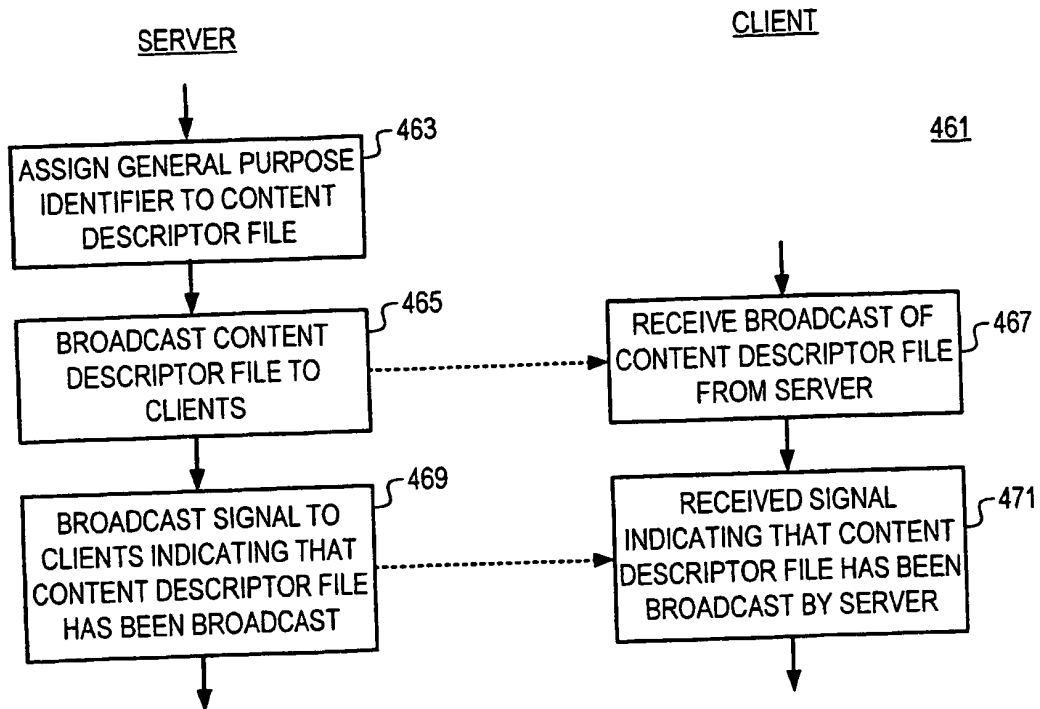 SERVER
CLIENT
461
463
ASSIGN GENERAL PURPOSE
IDENTIFIER TO CONTENT
DESCRIPTOR FILE
465
BROADCAST CONTENT
DESCRIPTOR FILE TO
CLIENTS
RECEIVE BROADCAST OF
CONTENT DESCRIPTOR FILE
FROM SERVER
467
469
BROADCAST SIGNAL TO
CLIENTS INDICATING THAT
CONTENT DESCRIPTOR FILE
HAS BEEN BROADCAST
RECEIVED SIGNAL
INDICATING THAT CONTENT
DESCRIPTOR FILE HAS BEEN
BROADCAST BY SERVER
471